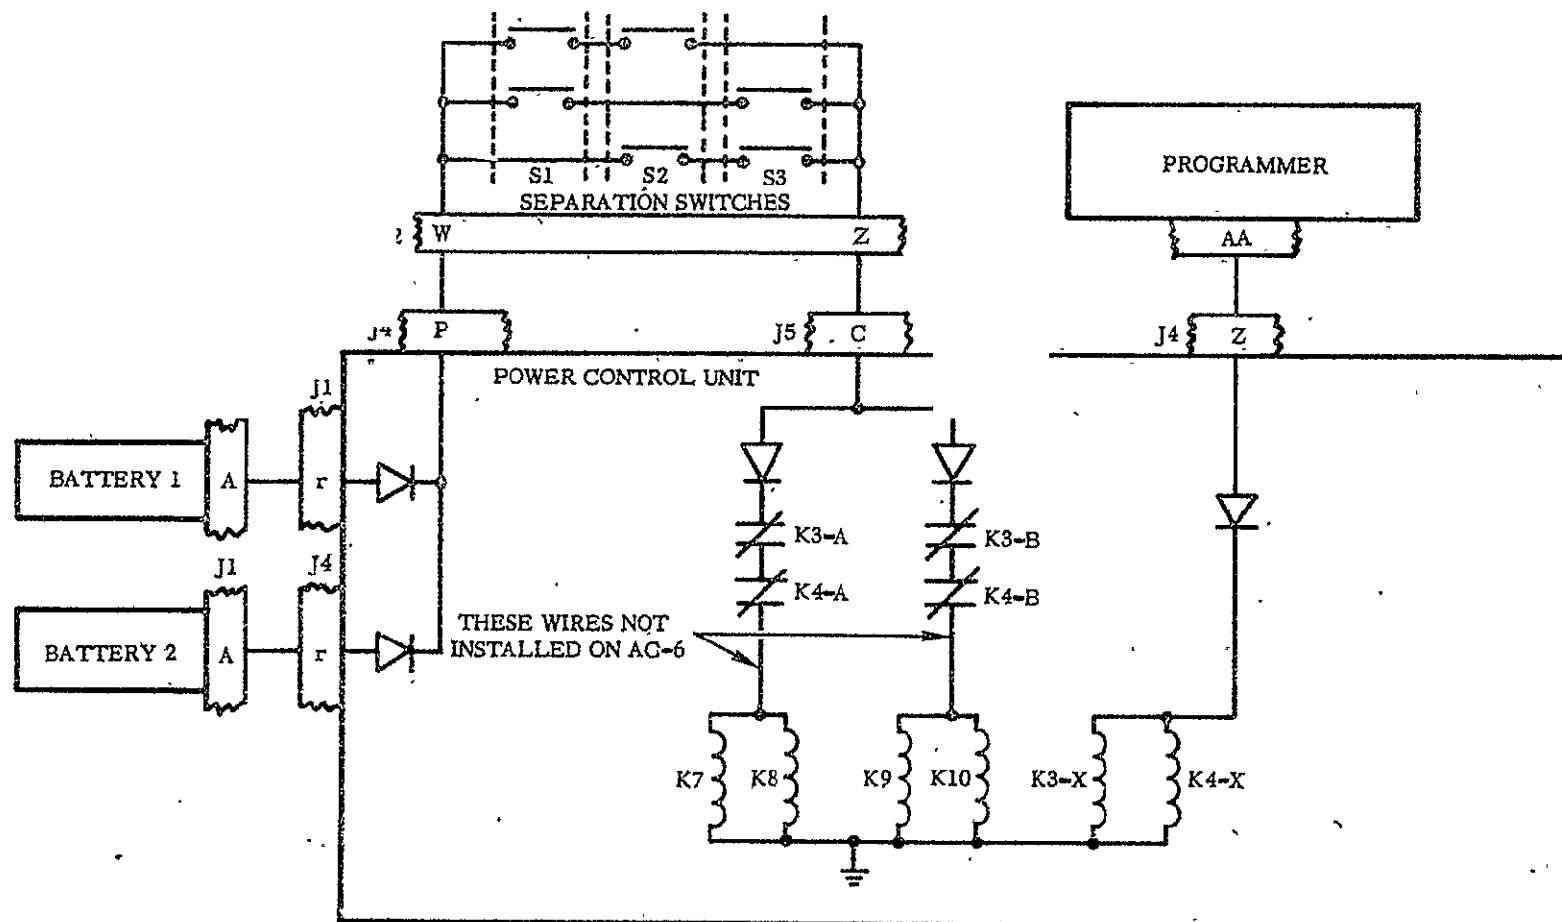 S1 S2 S3
SEPARATION SWITCHES
PROGRAMMER
W Z
AA
P
J5 C
J4 Z
POWER CONTROL UNIT
J1
BATTERY 1 A r
K3-A K3-B
J1 J4
K4-A K4-B
THESE WIRES NOT
INSTALLED ON AC-6
BATTERY 2 A r
K7 K8 K9 K10 K3-X K4-X